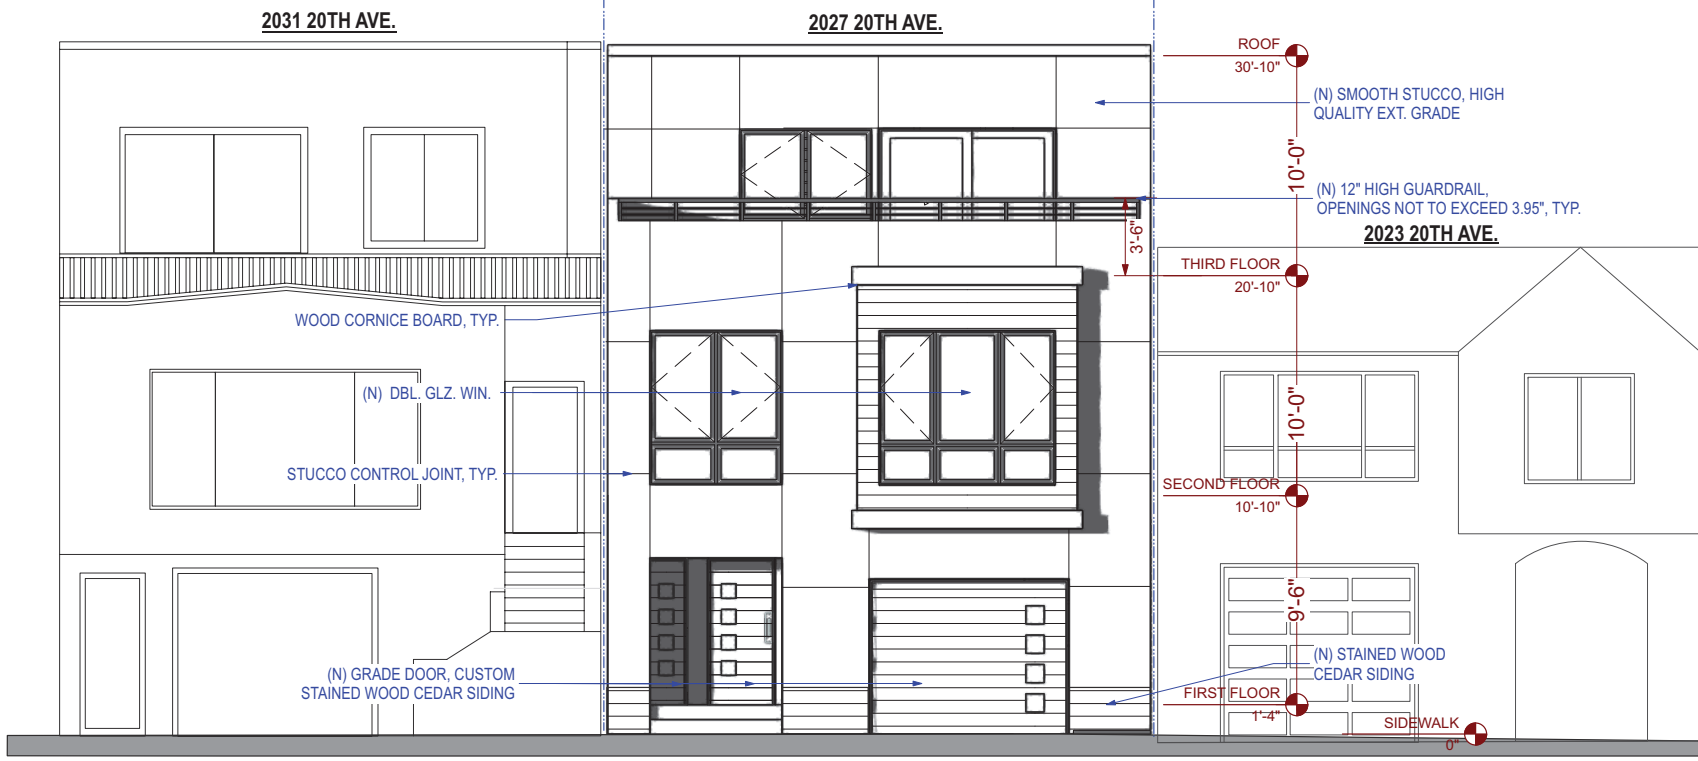 2031 20TH AVE.
2027 20TH AVE.
ROOF
30'-10"
(N) SMOOTH STUCCO, HIGH
QUALITY EXT. GRADE
10'-0"
(N) 12" HIGH GUARDRAIL,
OPENINGS NOT TO EXCEED 3.95", TYP.
3'-6"
2023 20TH AVE.
THIRD FLOOR
20'-10"
WOOD CORNICE BOARD, TYP.
(N) DBL. GLZ. WIN.
10'-0"
STUCCO CONTROL JOINT, TYP.
SECOND FLOOR
10'-10"
9'-6"
(N) GRADE DOOR, CUSTOM
STAINED WOOD CEDAR SIDING
(N) STAINED WOOD
CEDAR SIDING
FIRST FLOOR
1'-4"
SIDEWALK
0"